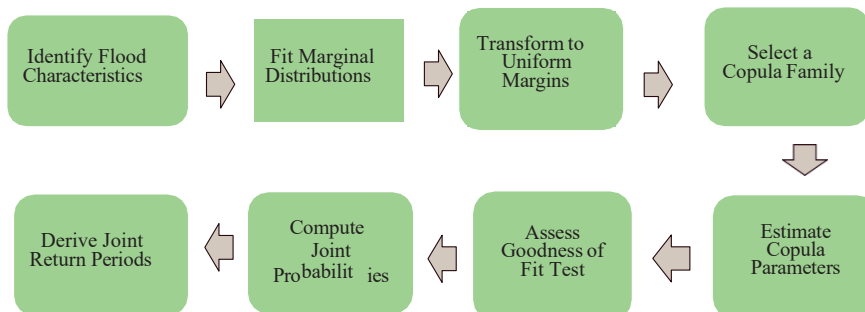 Identify Flood
Characteristics
Fit Marginal
Distributions
Transform to
Uniform
Margins
Select a
Copula Family
Estimate
Copula
Parameters
Assess
Goodness of
Fit Test
Compute
Joint
Probabilit ies
Derive Joint
Return Periods